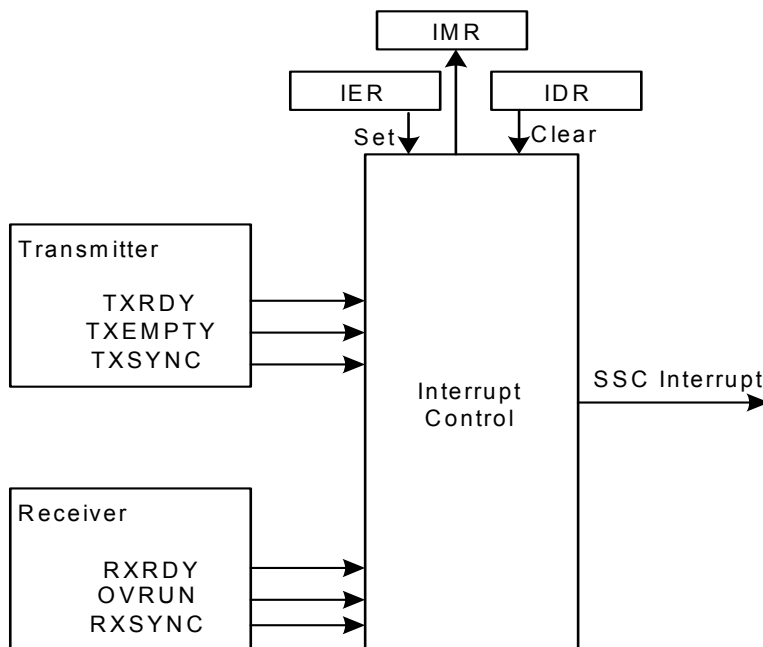 IMR
IER
IDR
Set
Clear
Transmitter
TXRDY
TXEMPTY
TXSYNC
Interrupt
Control
SSC Interrupt
Receiver
RXRDY
OVRUN
RXSYNC